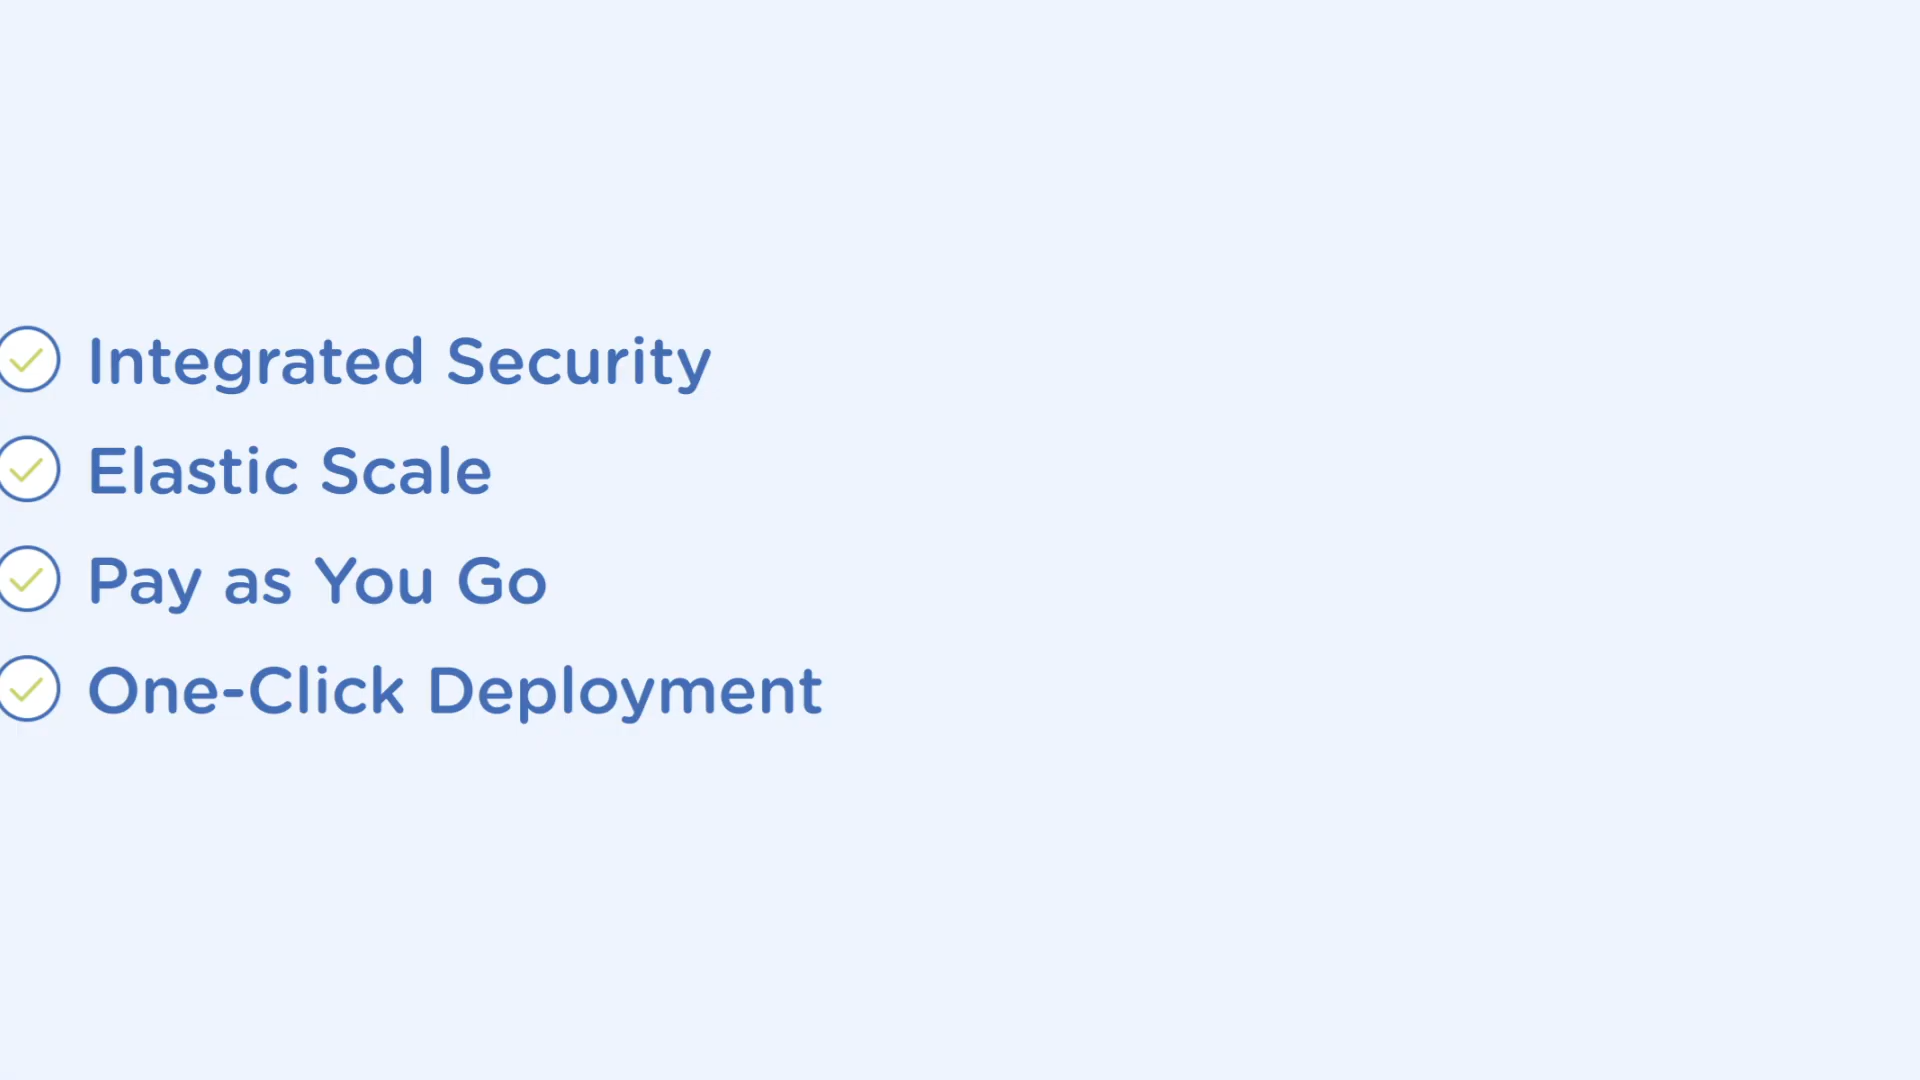 Integrated Security
Elastic Scale
Pay as You Go
One-Click Deployment